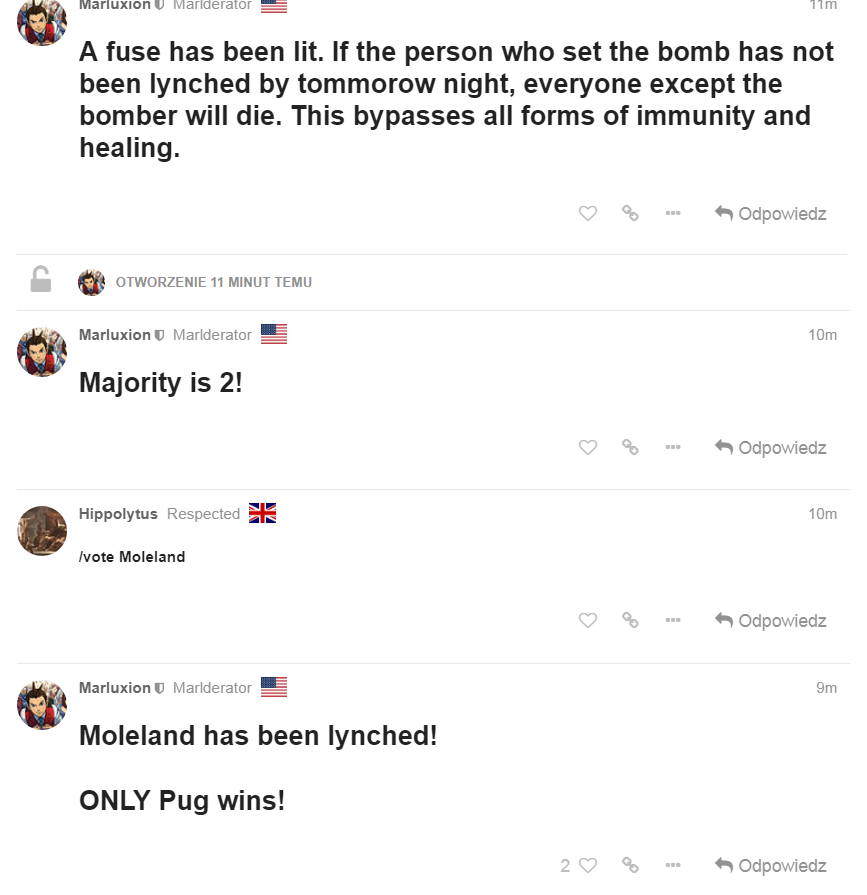 Marluxion Marlderator 11m
A fuse has been lit. If the person who set the bomb has not
been lynched by tommorow night, everyone except the
bomber will die. This bypasses all forms of immunity and
healing.
Odpowiedz
OTWORZENIE 11 MINUT TEMU
Marluxion Marlderator 10m
Majority is 2!
Odpowiedz
Hippolytus Respected 10m
/vote Moleland
Odpowiedz
Marluxion Marlderator 9m
Moleland has been lynched!
ONLY Pug wins!
2 Odpowiedz